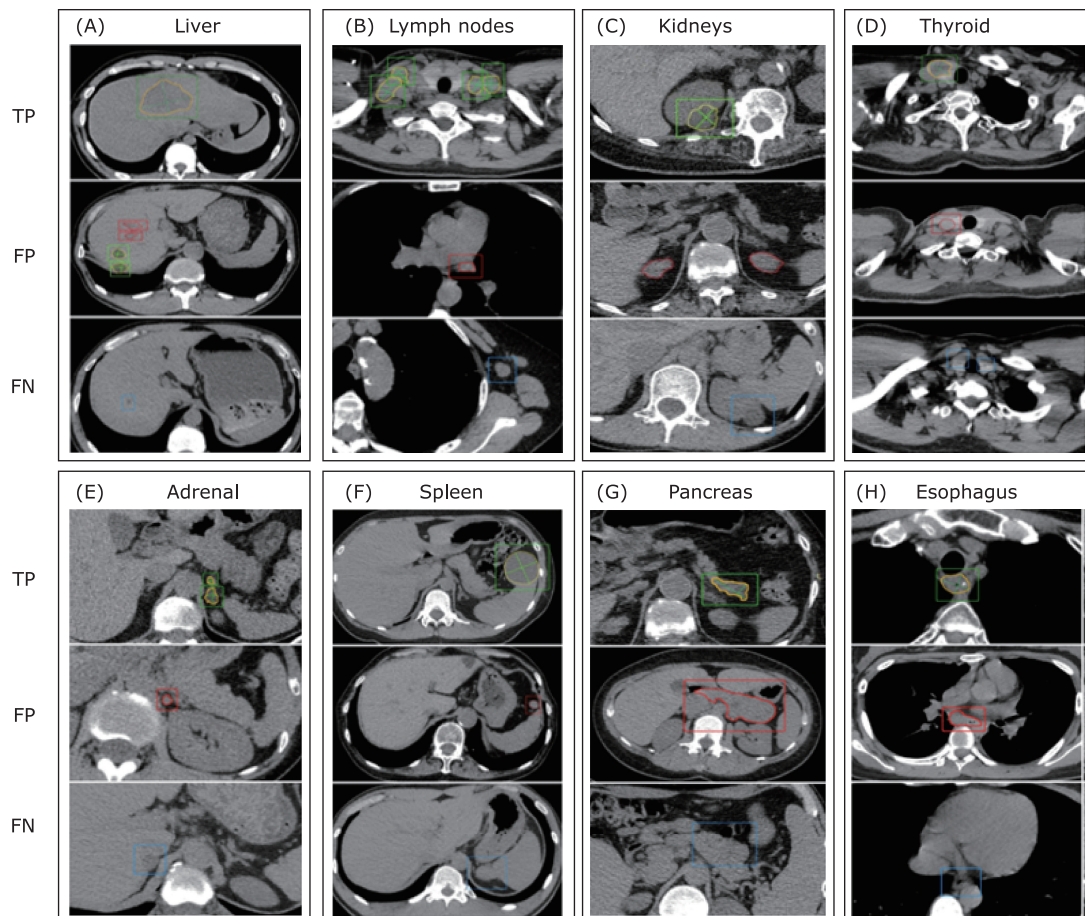 (A) Liver
(B) Lymph nodes
(C) Kidneys
(D) Thyroid
TP
FP
FN
(E) Adrenal
(F) Spleen
(G) Pancreas
(H) Esophagus
TP
FP
FN